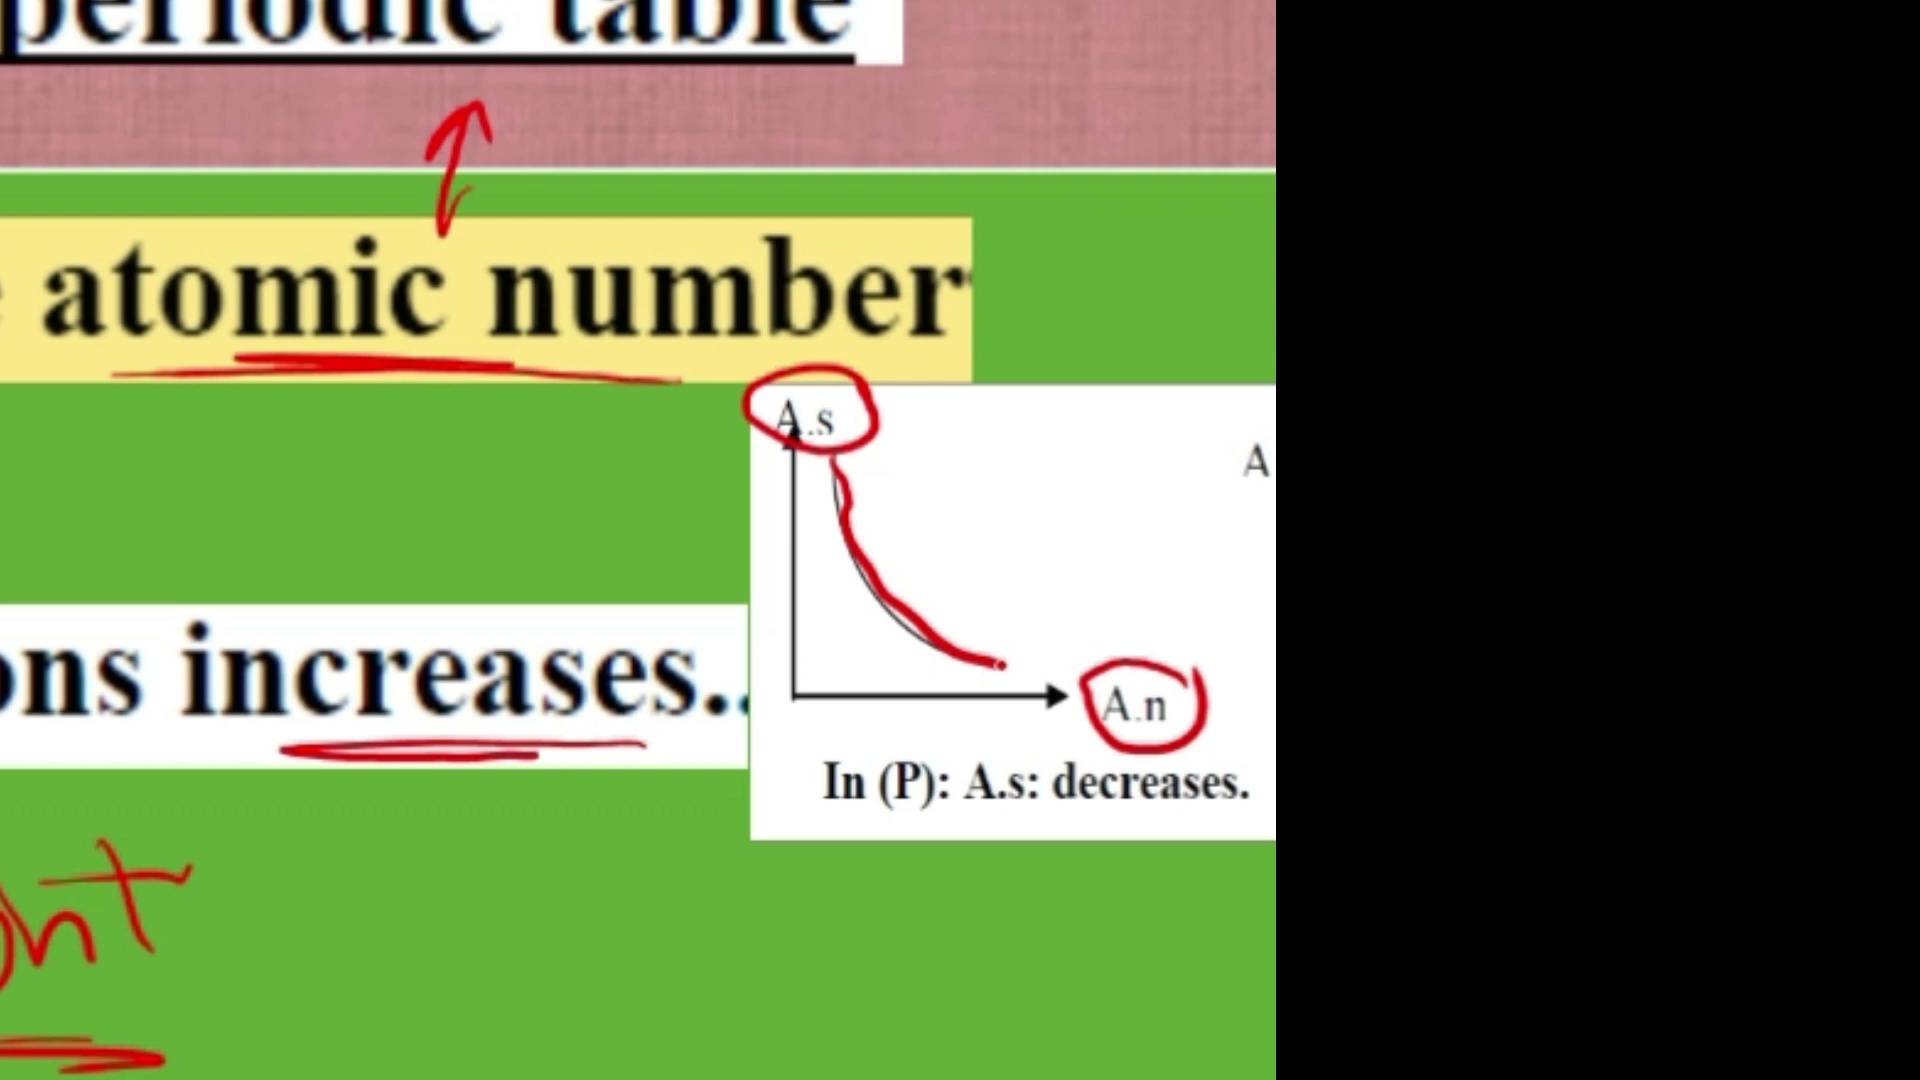 periodic table
atomic number
A.s
A
ons increases..
A.n
In (P): A.s: decreases.